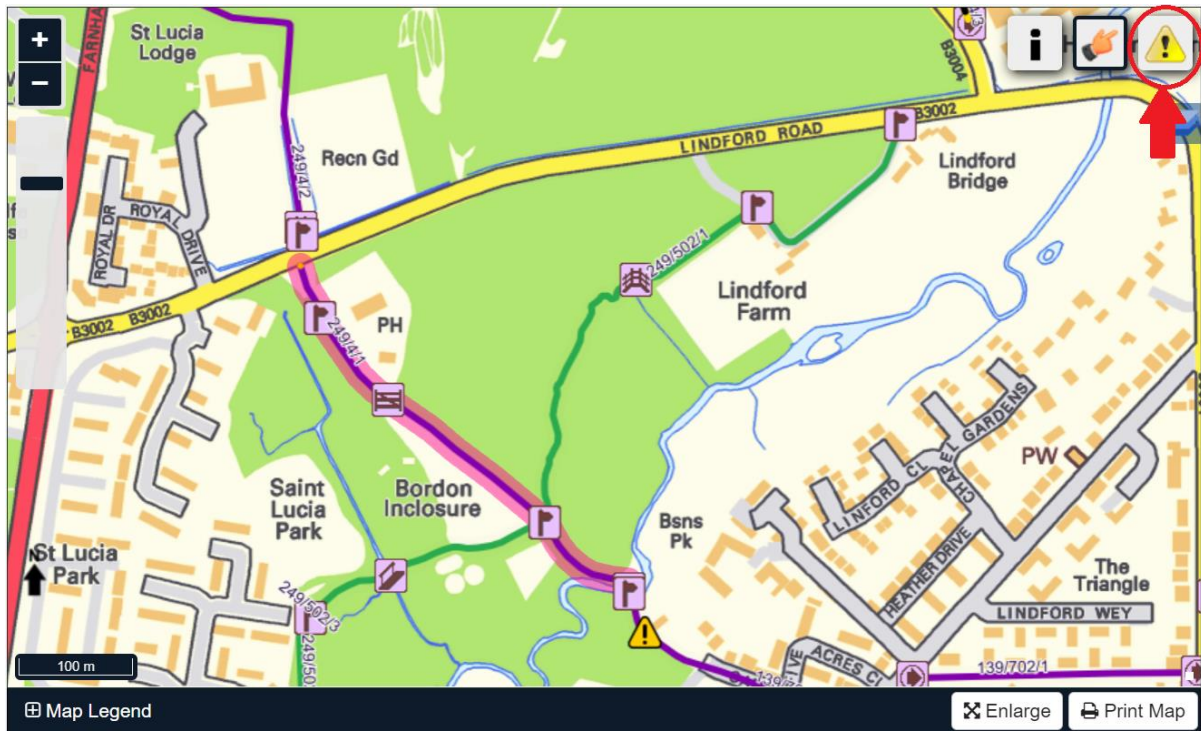 +
−
FARNHA
St Lucia
Lodge
Recn Gd
249/4/2
ROYAL DR
ROYAL DRIVE
B3002
B3002
LINDFORD ROAD
B3002
B3004
i
Lindford
Bridge
249/502/1
Lindford
Farm
PH
249/4/1
Saint
Lucia
Park
Bordon
Inclosure
St Lucia
Park
N
249/502/3
Bsns
Pk
LINFORD CL
CHAPEL GARDENS
PW
HEATHER DRIVE
The
Triangle
LINDFORD WEY
ACRES CL
139/702/1
100 m
Map Legend
Enlarge
Print Map